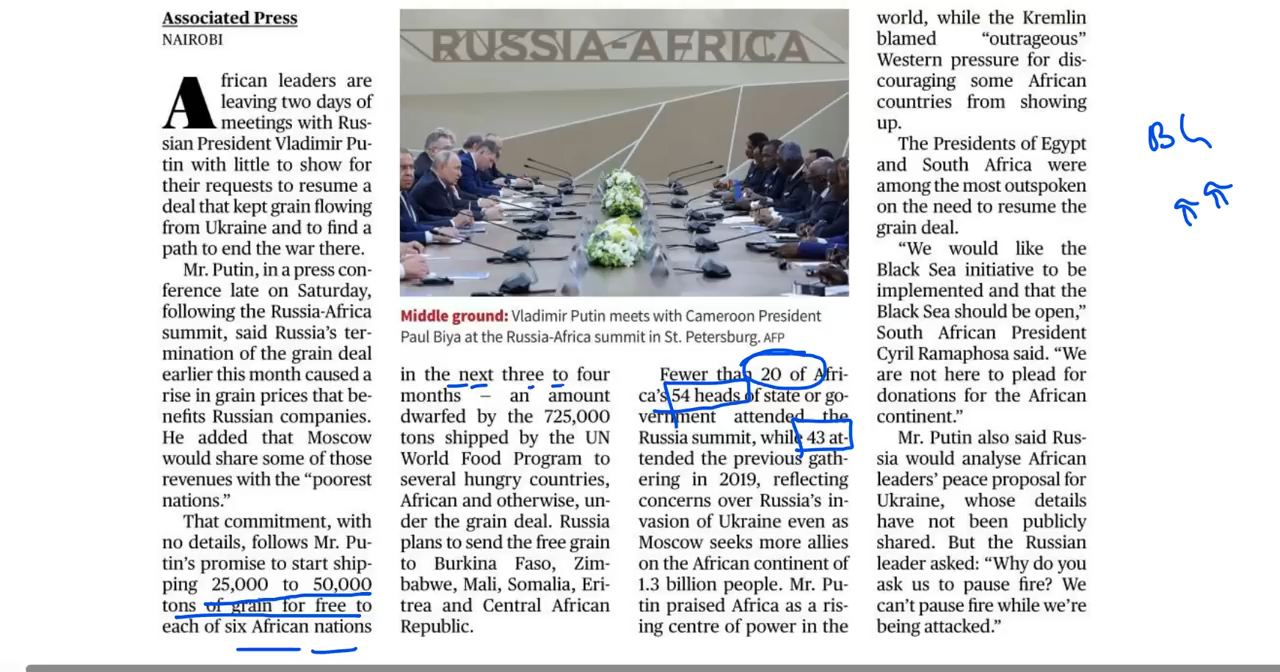 Associated Press
NAIROBI
African leaders are
leaving two days of
meetings with Rus-
sian President Vladimir Pu-
tin with little to show for
their requests to resume a
deal that kept grain flowing
from Ukraine and to find a
path to end the war there.
Mr. Putin, in a press con-
ference late on Saturday,
following the Russia-Africa
summit, said Russia’s ter-
mination of the grain deal
earlier this month caused a
rise in grain prices that be-
nefits Russian companies.
He added that Moscow
would share some of those
revenues with the “poorest
nations.”
That commitment, with
no details, follows Mr. Pu-
tin’s promise to start ship-
ping 25,000 to 50,000
tons of grain for free to
each of six African nations
RUSSIA-AFRICA
Middle ground: Vladimir Putin meets with Cameroon President
Paul Biya at the Russia-Africa summit in St. Petersburg. AFP
in the next three to four
months – an amount
dwarfed by the 725,000
tons shipped by the UN
World Food Program to
several hungry countries,
African and otherwise, un-
der the grain deal. Russia
plans to send the free grain
to Burkina Faso, Zim-
babwe, Mali, Somalia, Eri-
trea and Central African
Republic.
Fewer than 20 of Afri-
ca’s 54 heads of state or go-
vernment attended the
Russia summit, while 43 at-
tended the previous gath-
ering in 2019, reflecting
concerns over Russia’s in-
vasion of Ukraine even as
Moscow seeks more allies
on the African continent of
1.3 billion people. Mr. Pu-
tin praised Africa as a ris-
ing centre of power in the
world, while the Kremlin
blamed “outrageous”
Western pressure for dis-
couraging some African
countries from showing
up.
The Presidents of Egypt
and South Africa were
among the most outspoken
on the need to resume the
grain deal.
“We would like the
Black Sea initiative to be
implemented and that the
Black Sea should be open,”
South African President
Cyril Ramaphosa said. “We
are not here to plead for
donations for the African
continent.”
Mr. Putin also said Rus-
sia would analyse African
leaders’ peace proposal for
Ukraine, whose details
have not been publicly
shared. But the Russian
leader asked: “Why do you
ask us to pause fire? We
can’t pause fire while we’re
being attacked.”